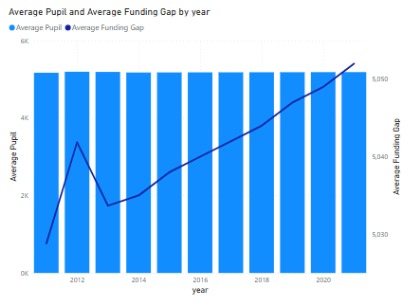 Average Pupil and Average Funding Gap by year
Average Pupil Average Funding Gap
6K
4K
2K
0K
Average Pupil
5,050
5,040
5,030
Average Funding Gap
2012 2014 2016 2018 2020
year